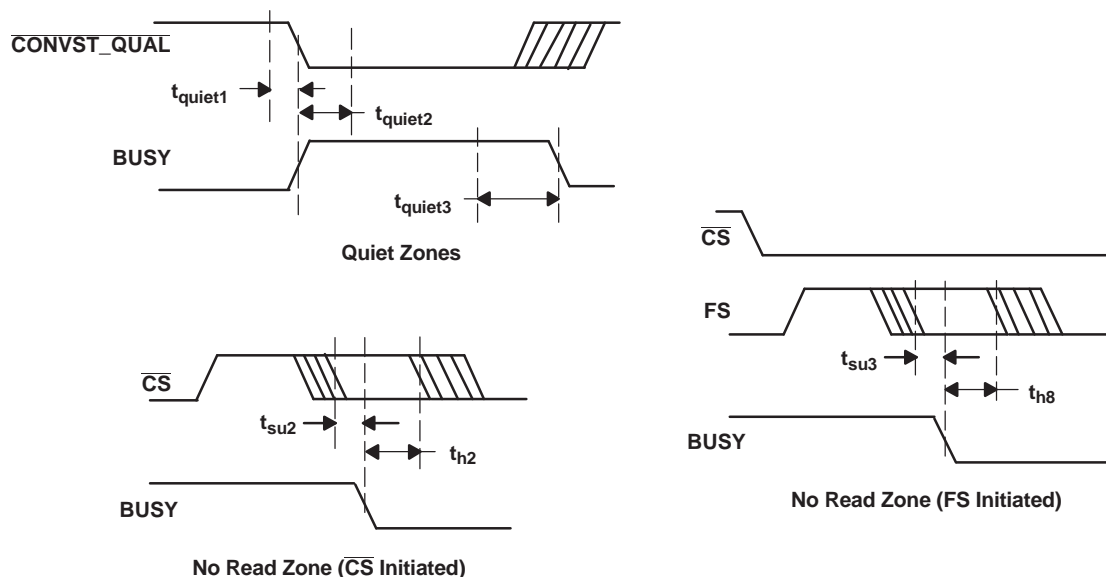 CONVST_QUAL
tquiet1
tquiet2
BUSY
tquiet3
Quiet Zones
CS
tsu2
th2
BUSY
No Read Zone (CS Initiated)
CS
FS
tsu3
th8
BUSY
No Read Zone (FS Initiated)